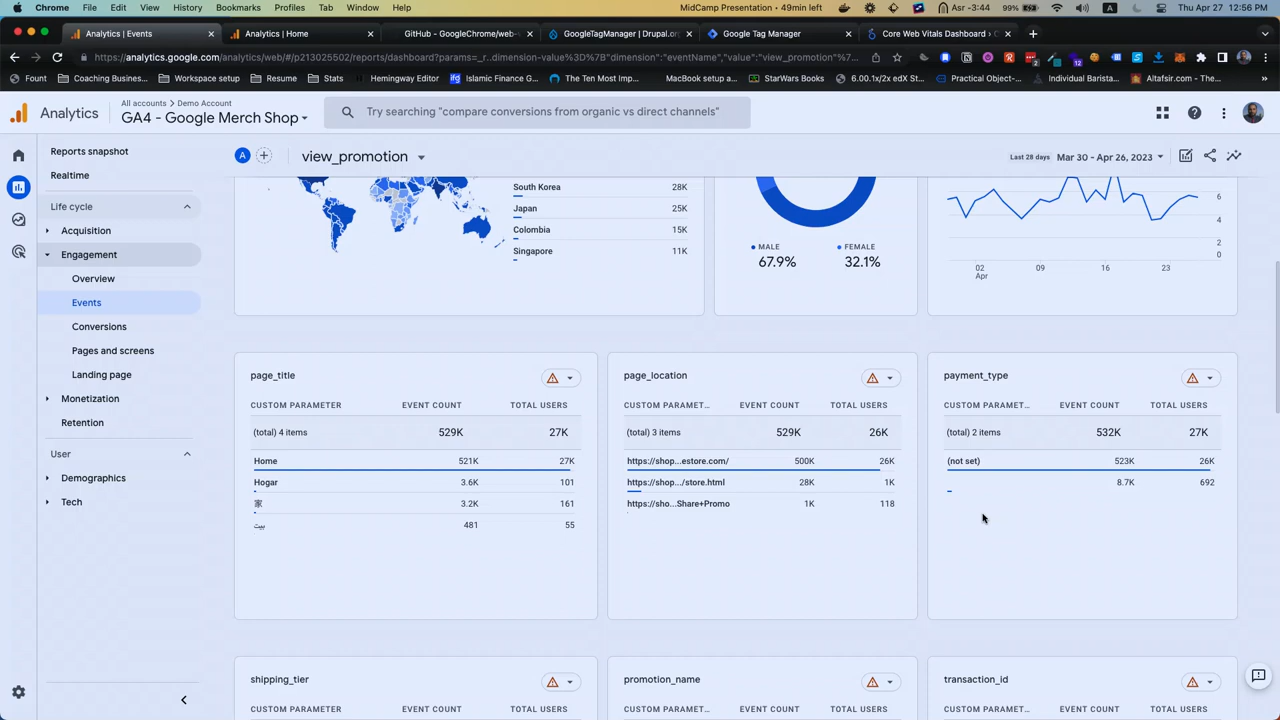 Chrome File Edit View History Bookmarks Profiles Tab Window Help MidCamp Presentation • 49min left Asr -3:44 A Thu Apr 27 12:56 PM
Analytics | Events Analytics | Home GitHub - GoogleChrome/web- GoogleTagManager | Drupal.or Google Tag Manager Core Web Vitals Dashboard › C
https://analytics.google.com/analytics/web/#/p213025502/reports/dashboard?params=_r..dimension-value%3D%7B"dimension":"eventName","value":"view_promotion"%7...
Fount Coaching Business... Workspace setup Resume Stats Hemingway Editor Islamic Finance G... The Ten Most Imp... MacBook setup a... StarWars Books 6.00.1x/2x edX St... Practical Object-... Individual Barista... Altafsir.com - The... »
Analytics
All accounts > Demo Account
GA4 - Google Merch Shop
Try searching "compare conversions from organic vs direct channels"
Reports snapshot
Realtime
Life cycle
Acquisition
Engagement
Overview
Events
Conversions
Pages and screens
Landing page
Monetization
Retention
User
Demographics
Tech
A view_promotion
Last 28 days Mar 30 - Apr 26, 2023
South Korea 28K
Japan 25K
Colombia 15K
Singapore 11K
MALE FEMALE
67.9% 32.1%
6
4
2
0
02 09 16 23
Apr
page_title
CUSTOM PARAMETER EVENT COUNT TOTAL USERS
(total) 4 items 529K 27K
Home 521K 27K
Hogar 3.6K 101
家 3.2K 161
بيت 481 55
page_location
CUSTOM PARAMET... EVENT COUNT TOTAL USERS
(total) 3 items 529K 26K
https://shop...estore.com/ 500K 26K
https://shop.../store.html 28K 1K
https://sho...Share+Promo 1K 118
payment_type
CUSTOM PARAMET... EVENT COUNT TOTAL USERS
(total) 2 items 532K 27K
(not set) 523K 26K
8.7K 692
shipping_tier
CUSTOM PARAMETER EVENT COUNT TOTAL USERS
promotion_name
CUSTOM PARAMET... EVENT COUNT TOTAL USERS
transaction_id
CUSTOM PARAMET... EVENT COUNT TOTAL USERS